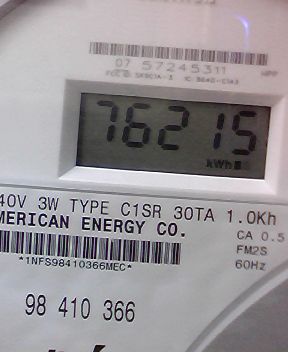 07 57245311
76215
kWh
40V 3W TYPE C1SR 30TA 1.0Kh
MERICAN ENERGY CO.
CA 0.5
FM2S
*1NFS98410366MEC*
60Hz
98 410 366